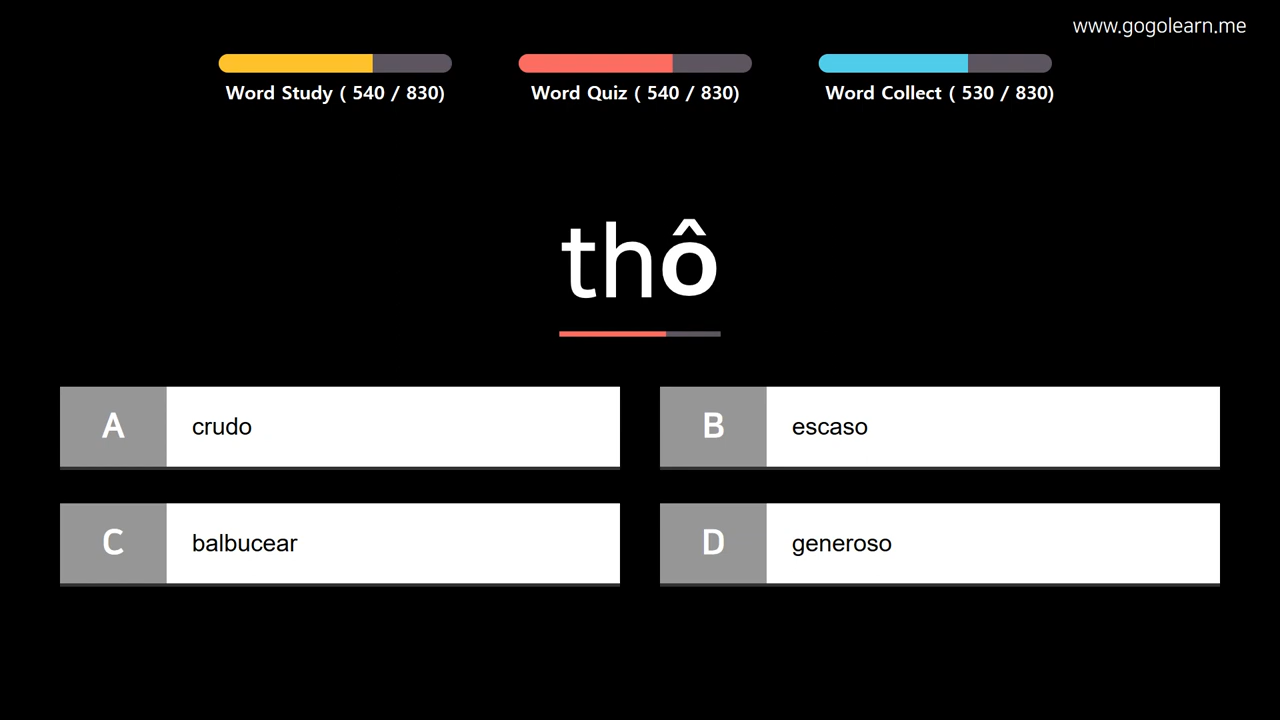 www.gogolearn.me
Word Study ( 540 / 830)
Word Quiz ( 540 / 830)
Word Collect ( 530 / 830)
thô
A crudo
B escaso
C balbucear
D generoso